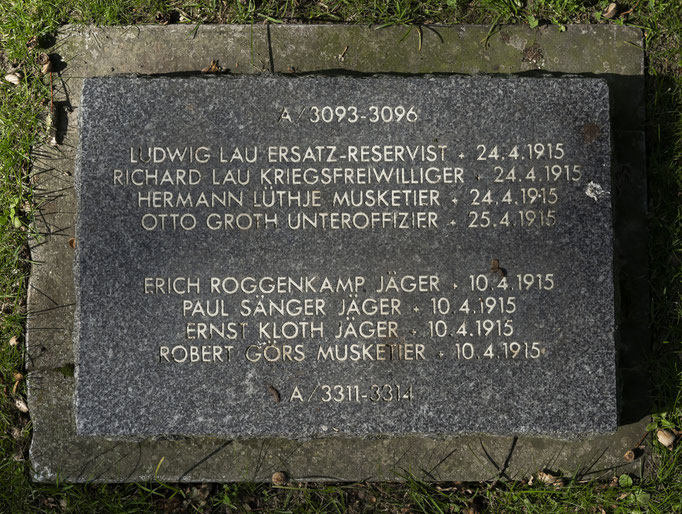 A/3093-3096
LUDWIG LAU ERSATZ-RESERVIST + 24.4.1915
RICHARD LAU KRIEGSFREIWILLIGER + 24.4.1915
HERMANN LÜTHJE MUSKETIER + 24.4.1915
OTTO GROTH UNTEROFFIZIER + 25.4.1915
ERICH ROGGENKAMP JÄGER + 10.4.1915
PAUL SÄNGER JÄGER + 10.4.1915
ERNST KLOTH JÄGER + 10.4.1915
ROBERT GÖRS MUSKETIER + 10.4.1915
A/3311-3314